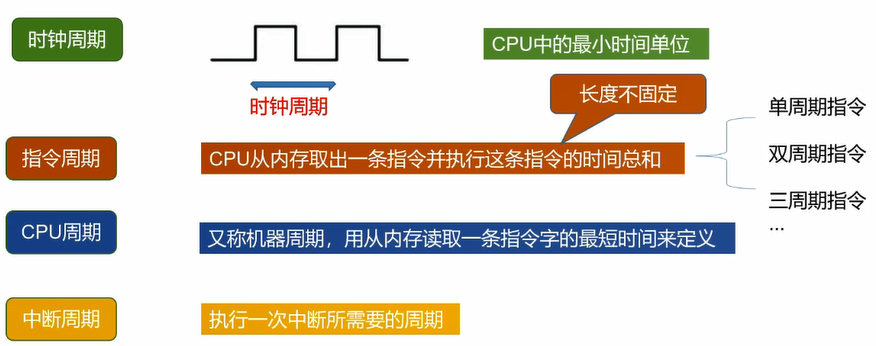 时钟周期
CPU中的最小时间单位
时钟周期
长度不固定
单周期指令
指令周期
CPU从内存取出一条指令并执行这条指令的时间总和
双周期指令
三周期指令
...
CPU周期
又称机器周期，用从内存读取一条指令字的最短时间来定义
中断周期
执行一次中断所需要的周期